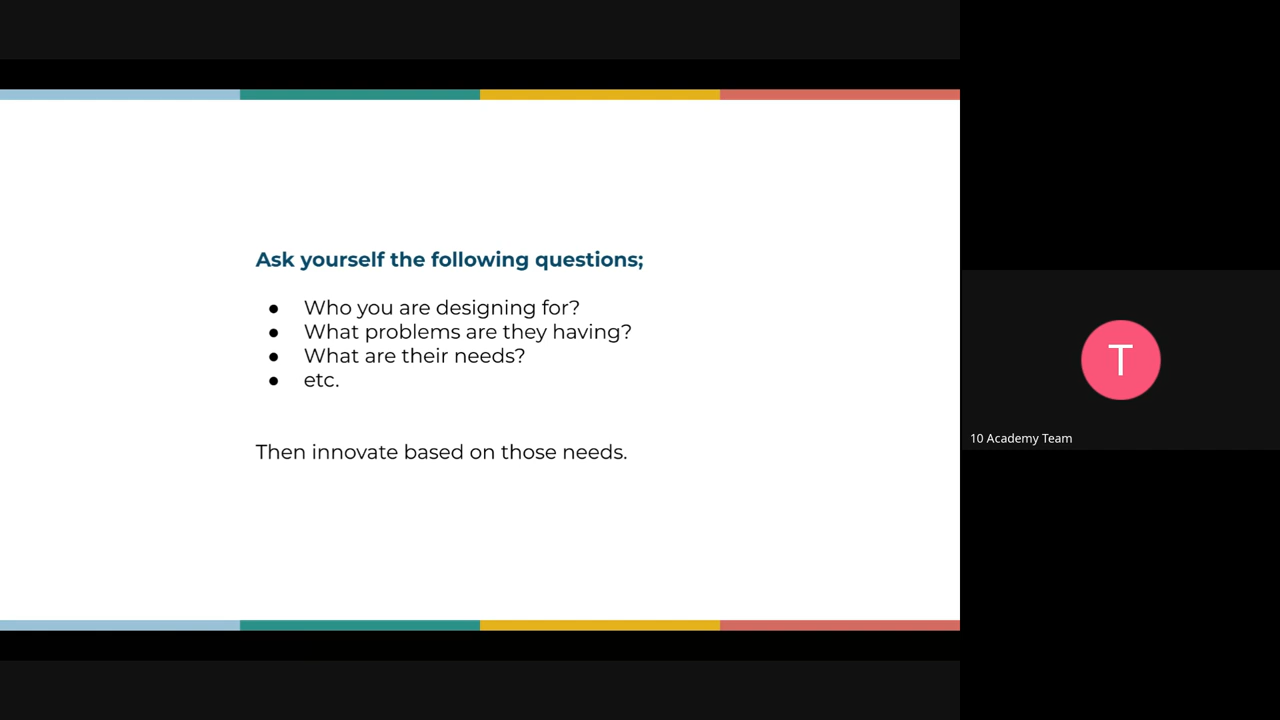 Ask yourself the following questions;
● Who you are designing for?
● What problems are they having?
● What are their needs?
● etc.
Then innovate based on those needs.
T
10 Academy Team